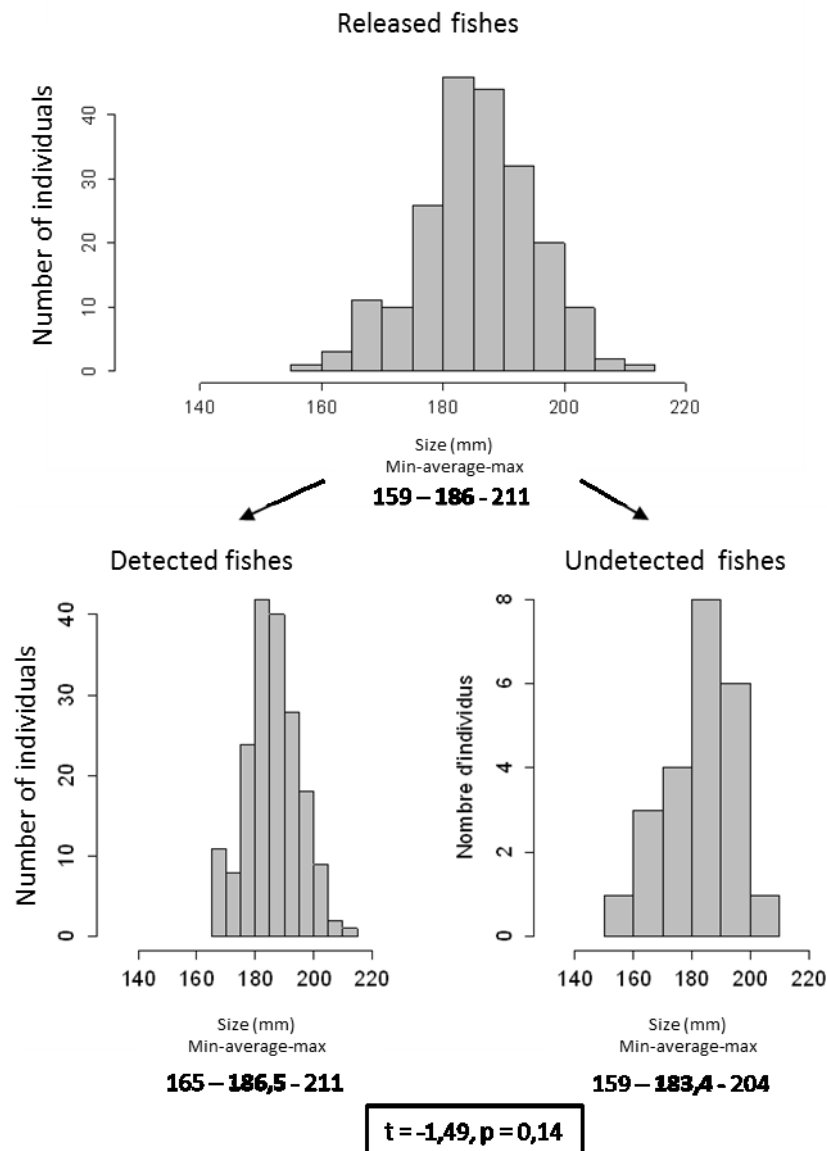 Released fishes
Number of individuals
40
30
20
10
0
140 160 180 200 220
Size (mm)
Min-average-max
159 – 186 - 211
Detected fishes
Number of individuals
40
30
20
10
0
140 160 180 200 220
Size (mm)
Min-average-max
165 – 186,5 - 211
Undetected fishes
Nombre d'individus
8
6
4
2
0
140 160 180 200 220
Size (mm)
Min-average-max
159 – 183,4 - 204
t = -1,49, p = 0,14